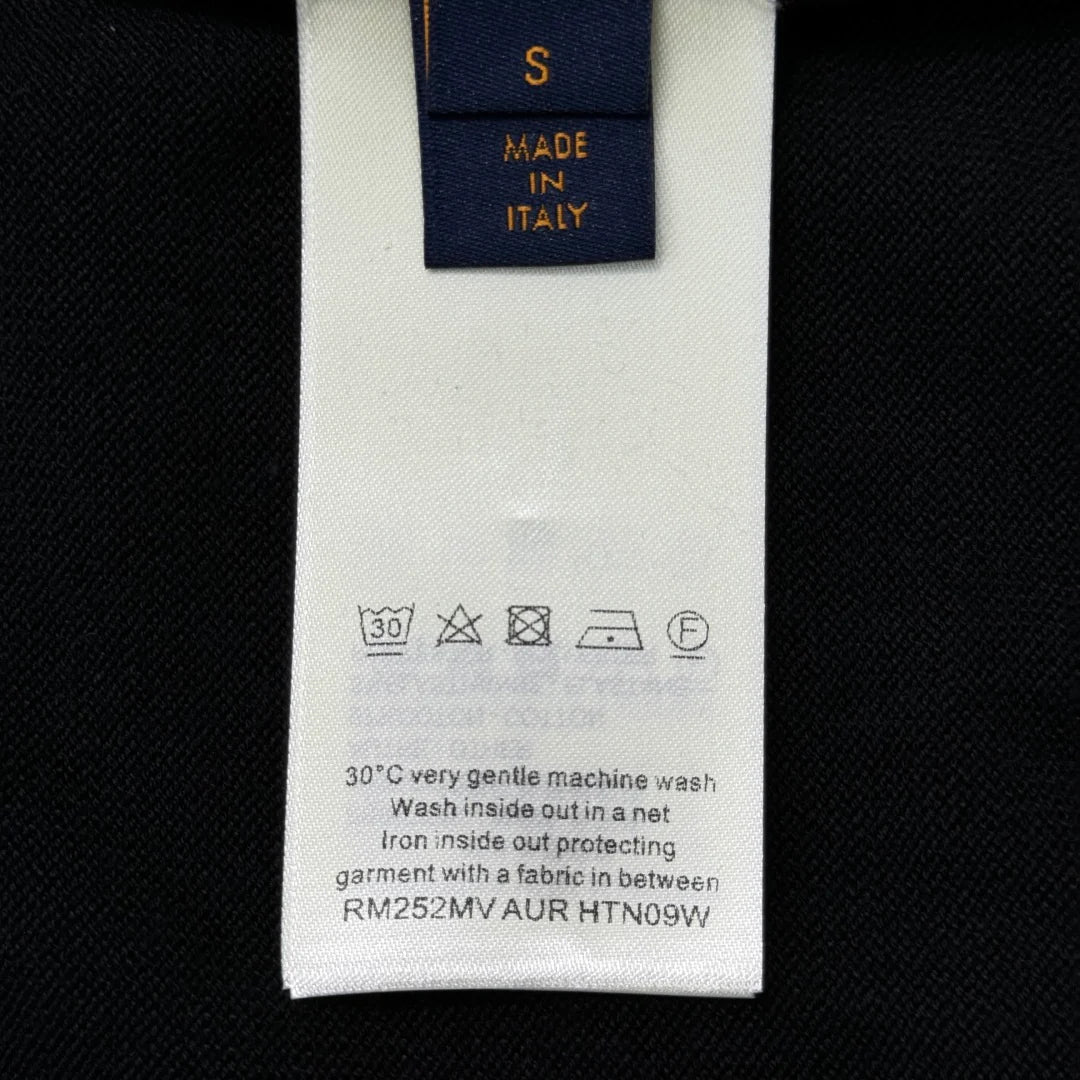 S
MADE
IN
ITALY
30 F
30°C very gentle machine wash
Wash inside out in a net
Iron inside out protecting
garment with a fabric in between
RM252MV AUR HTN09W